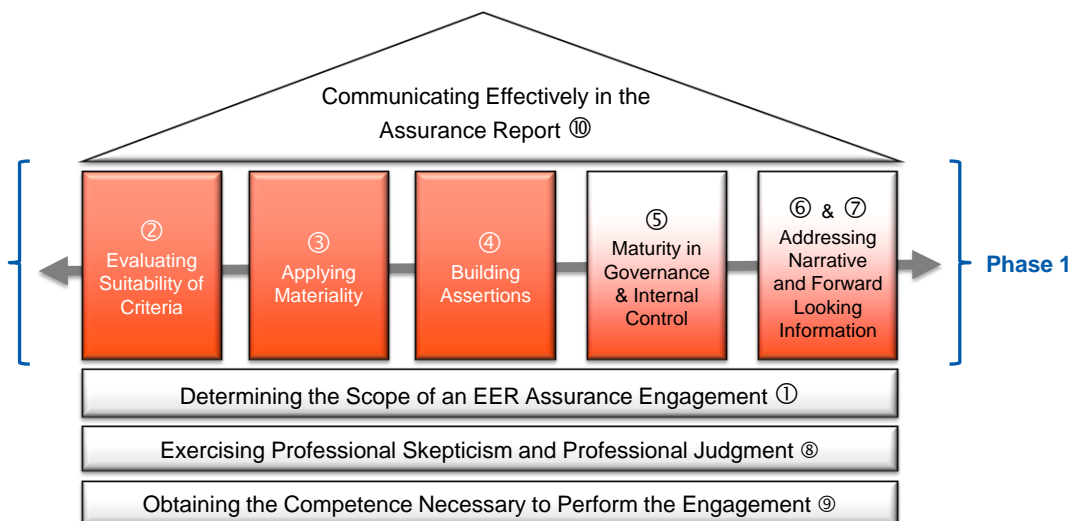 Communicating Effectively in the
Assurance Report ⑩
②
Evaluating
Suitability of
Criteria
③
Applying
Materiality
④
Building
Assertions
⑤
Maturity in
Governance
& Internal
Control
⑥ & ⑦
Addressing
Narrative
and Forward
Looking
Information
Phase 1
Determining the Scope of an EER Assurance Engagement ①
Exercising Professional Skepticism and Professional Judgment ⑧
Obtaining the Competence Necessary to Perform the Engagement ⑨